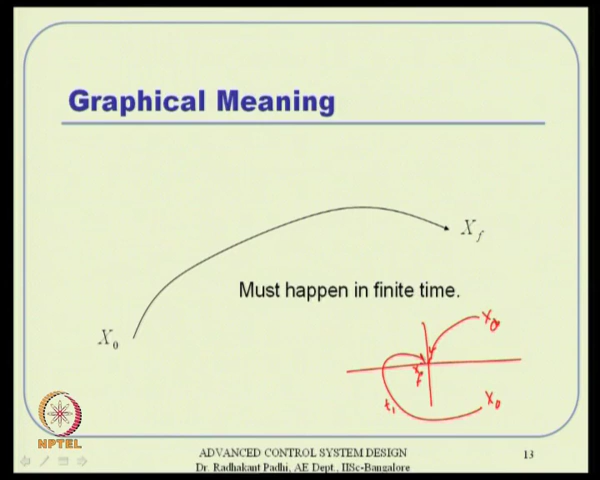 Graphical Meaning
X_f
Must happen in finite time.
X_0
X_0
X_f
X_0
t_1
NPTEL
ADVANCED CONTROL SYSTEM DESIGN
Dr. Radhakant Padhi, AE Dept., IISc-Bangalore
13